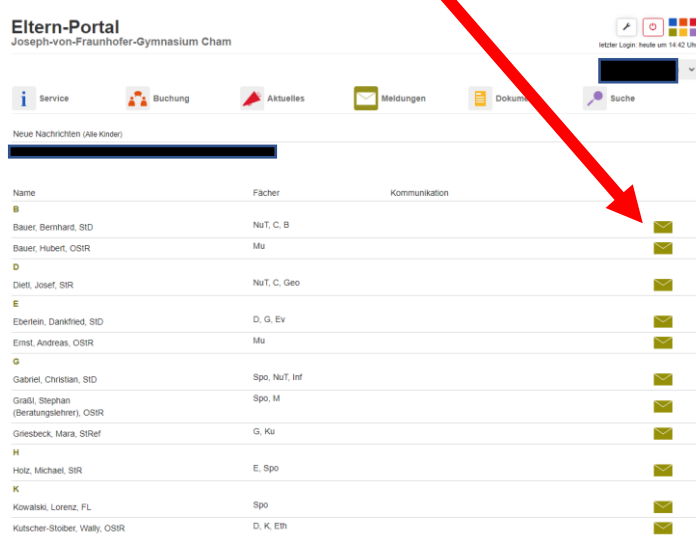 Eltern-Portal
Joseph-von-Fraunhofer-Gymnasium Cham
letzter Login: heute um 14:42 Uhr
i Service Buchung Aktuelles Meldungen Suche
Neue Nachrichten (Alle Kinder)
Name Fächer Kommunikation
B
Bauer, Bernhard, StD NuT, C, B
Bauer, Hubert, OStR Mu
D
Dietl, Josef, StR NuT, C, Geo
E
Eberlein, Dankfried, StD D, G, Ev
Ernst, Andreas, OStR Mu
G
Gabriel, Christian, StD Spo, NuT, Inf
Graßl, Stephan Spo, M
(Beratungslehrer), OStR
Griesbeck, Mara, StRef G, Ku
H
Holz, Michael, StR E, Spo
K
Kowalski, Lorenz, FL Spo
Kutscher-Stoiber, Wally, OStR D, K, Eth